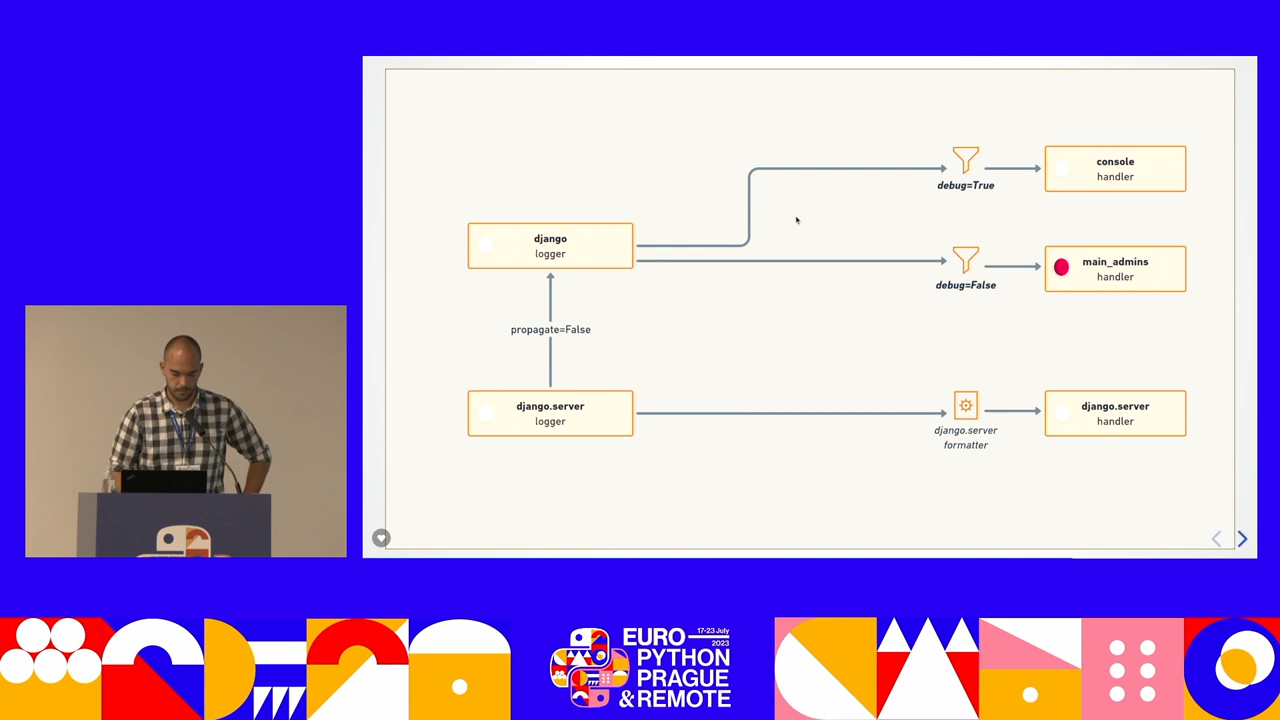 console
handler
debug=True
django
logger
main_admins
handler
debug=False
propagate=False
django.server
logger
django.server
formatter
django.server
handler
EURO
17-23 July
2023
PYTHON
PRAGUE
& REMOTE